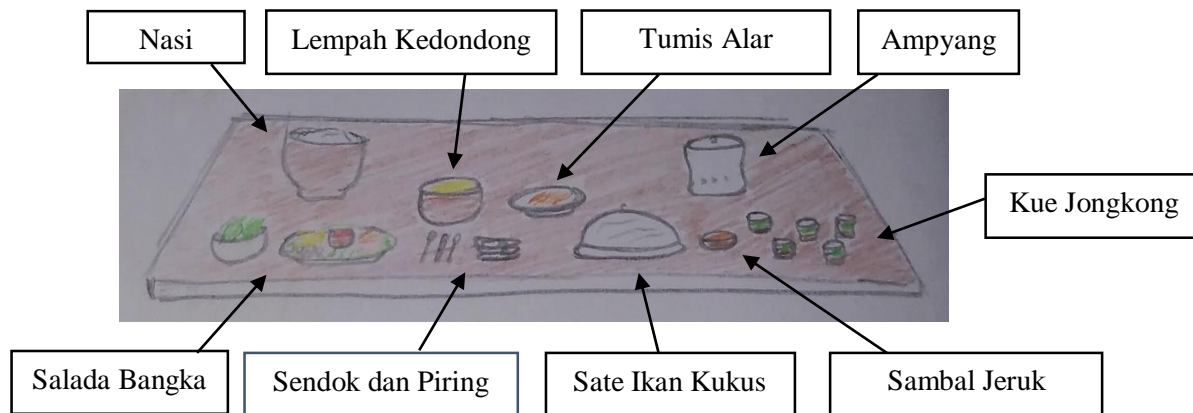 Nasi
Lempah Kedondong
Tumis Alar
Ampyang
Kue Jongkong
Salada Bangka
Sendok dan Piring
Sate Ikan Kukus
Sambal Jeruk